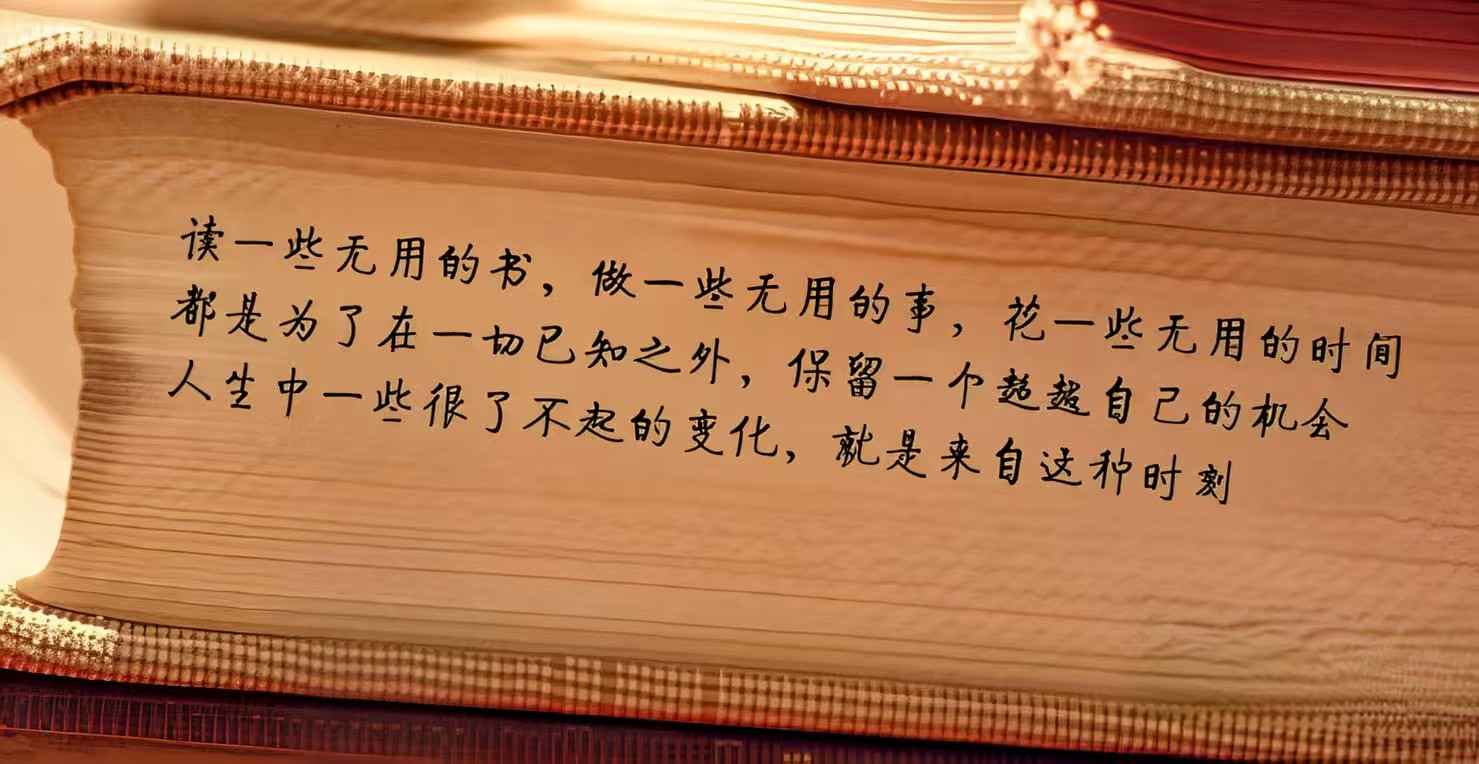 读一些无用的书，做一些无用的事，花一些无用的时间
都是为了在一切已知之外，保留一个超越自己的机会
人生中一些很了不起的变化，就是来自这种时刻